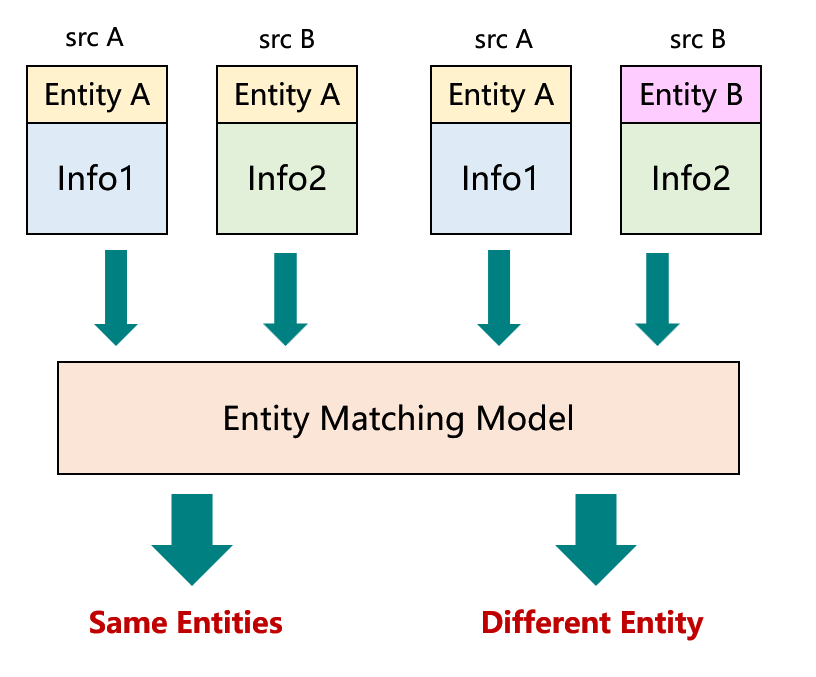 src A
src B
src A
src B
Entity A
Entity A
Entity A
Entity B
Info1
Info2
Info1
Info2
Entity Matching Model
Same Entities
Different Entity